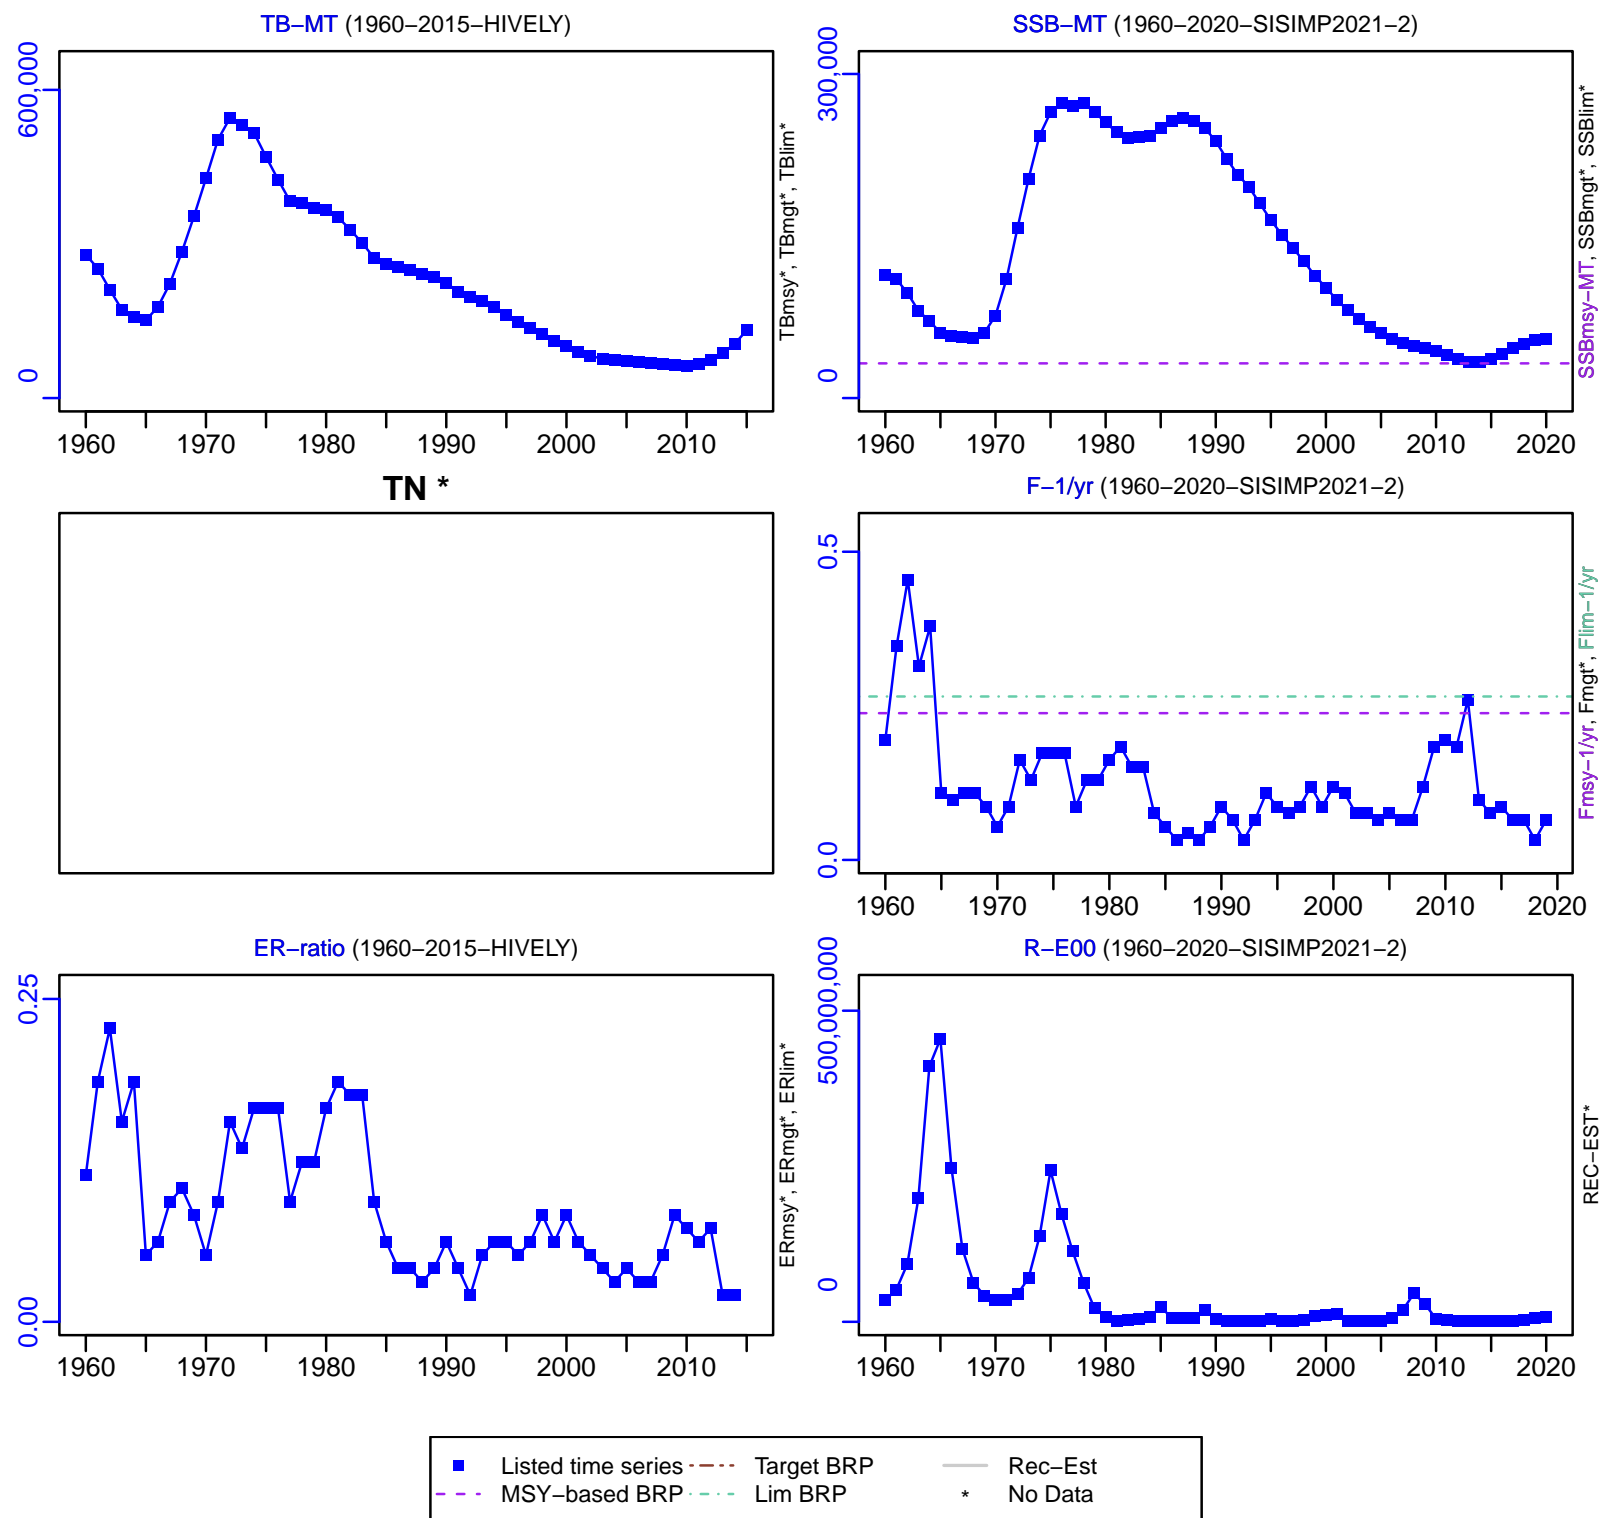 TB−MT (1960−2015−HIVELY)
600,000
0
TBmsy*, TBmgt*, TBlim*
1960 1970 1980 1990 2000 2010
SSB−MT (1960−2020−SISIMP2021−2)
300,000
0
SSBmsy−MT, SSBmgt*, SSBlim*
1960 1970 1980 1990 2000 2010 2020
TN *
F−1/yr (1960−2020−SISIMP2021−2)
0.5
0.0
Fmsy−1/yr, Fmgt*, Flim−1/yr
1960 1970 1980 1990 2000 2010 2020
ER−ratio (1960−2015−HIVELY)
0.25
0.00
ERmsy*, ERmgt*, ERlim*
1960 1970 1980 1990 2000 2010
R−E00 (1960−2020−SISIMP2021−2)
500,000,000
0
REC−EST*
1960 1970 1980 1990 2000 2010 2020
Listed time series Target BRP Rec−Est
MSY−based BRP Lim BRP * No Data